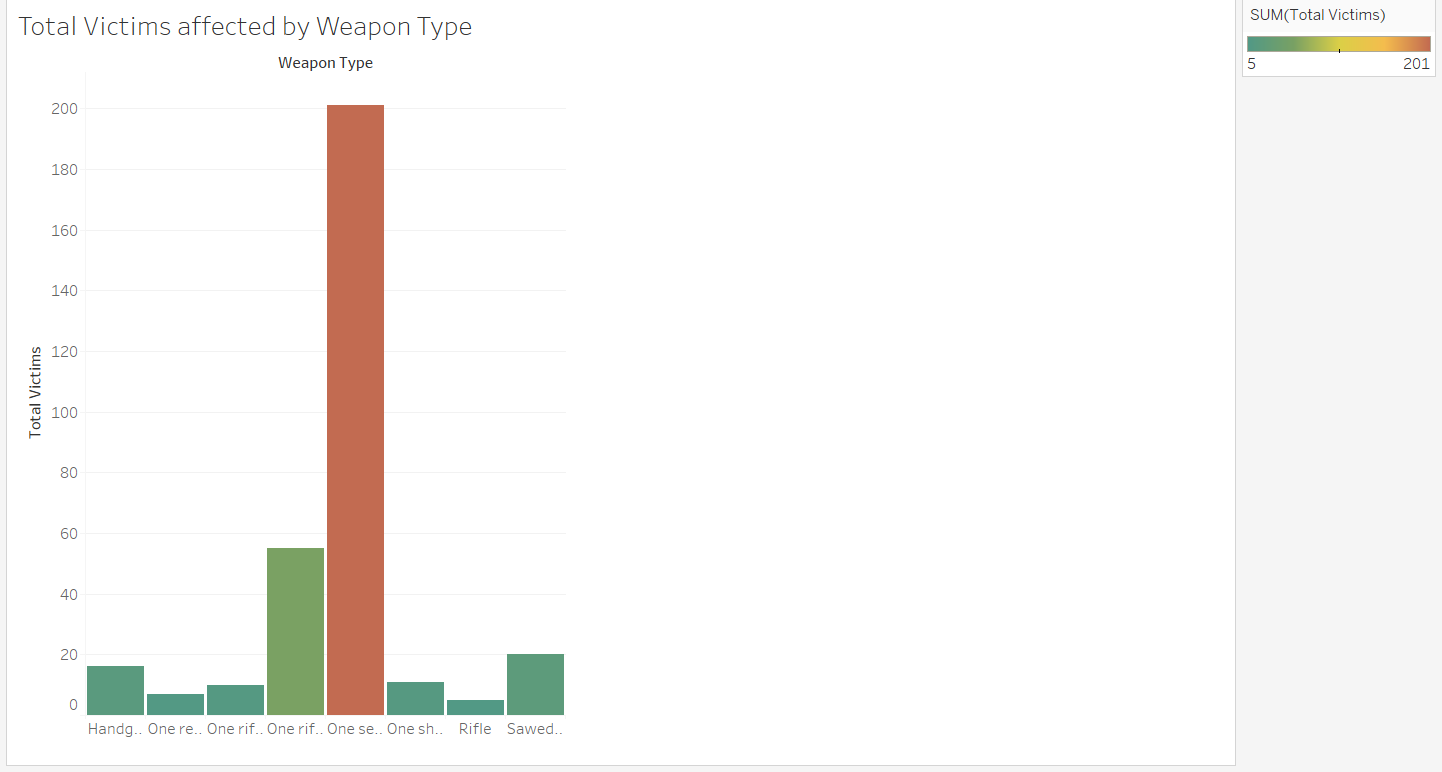 Total Victims affected by Weapon Type
SUM(Total Victims)
5 201
Weapon Type
200
180
160
140
120
100
80
60
40
20
0
Total Victims
Handg.. One re.. One rif.. One rif.. One se.. One sh.. Rifle Sawed..